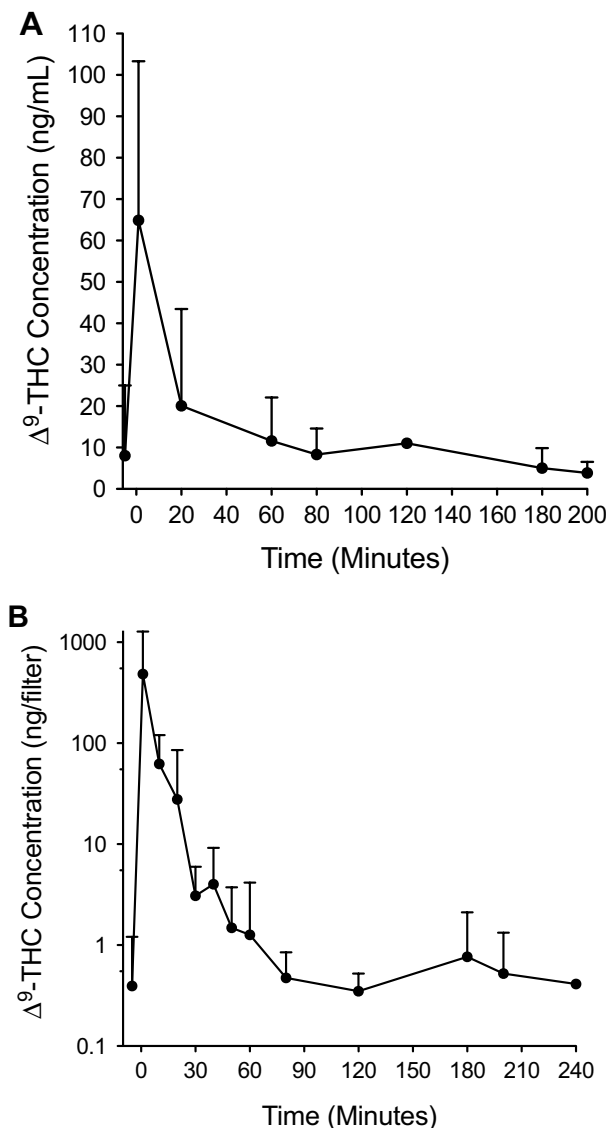 A
Δ⁹-THC Concentration (ng/mL)
110
100
90
80
70
60
50
40
30
20
10
0
0 20 40 60 80 100 120 140 160 180 200
Time (Minutes)
B
Δ⁹-THC Concentration (ng/filter)
1000
100
10
1
0.1
0 30 60 90 120 150 180 210 240
Time (Minutes)